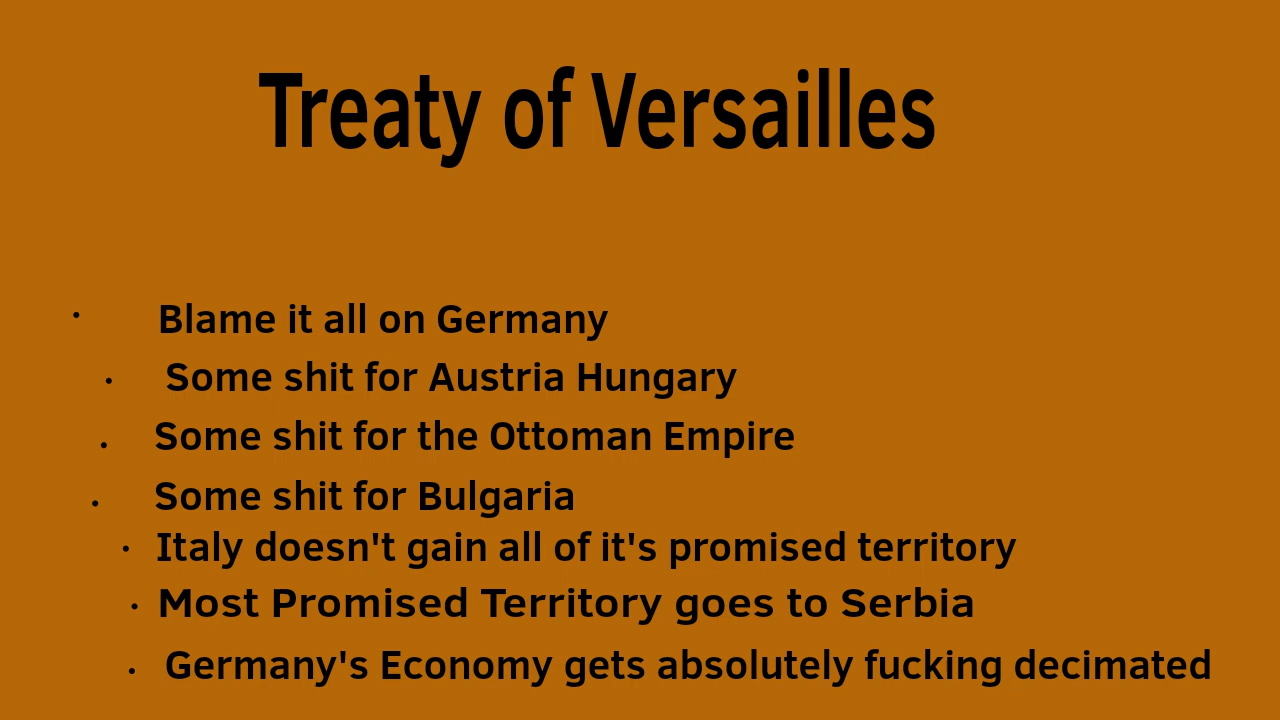 Treaty of Versailles
· Blame it all on Germany
· Some shit for Austria Hungary
· Some shit for the Ottoman Empire
· Some shit for Bulgaria
· Italy doesn't gain all of it's promised territory
· Most Promised Territory goes to Serbia
· Germany's Economy gets absolutely fucking decimated